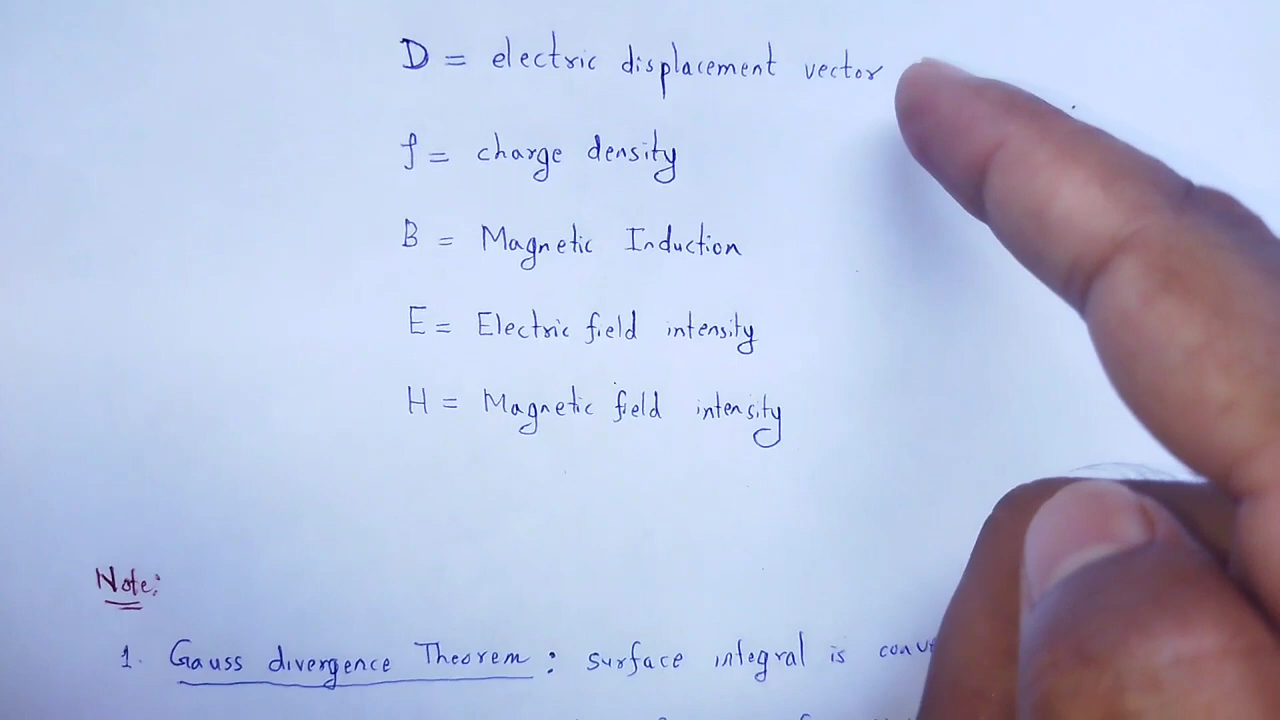 D = electric displacement vector
ρ = charge density
B = Magnetic Induction
E = Electric field intensity
H = Magnetic field intensity
Note:
1. Gauss divergence Theorem : surface integral is